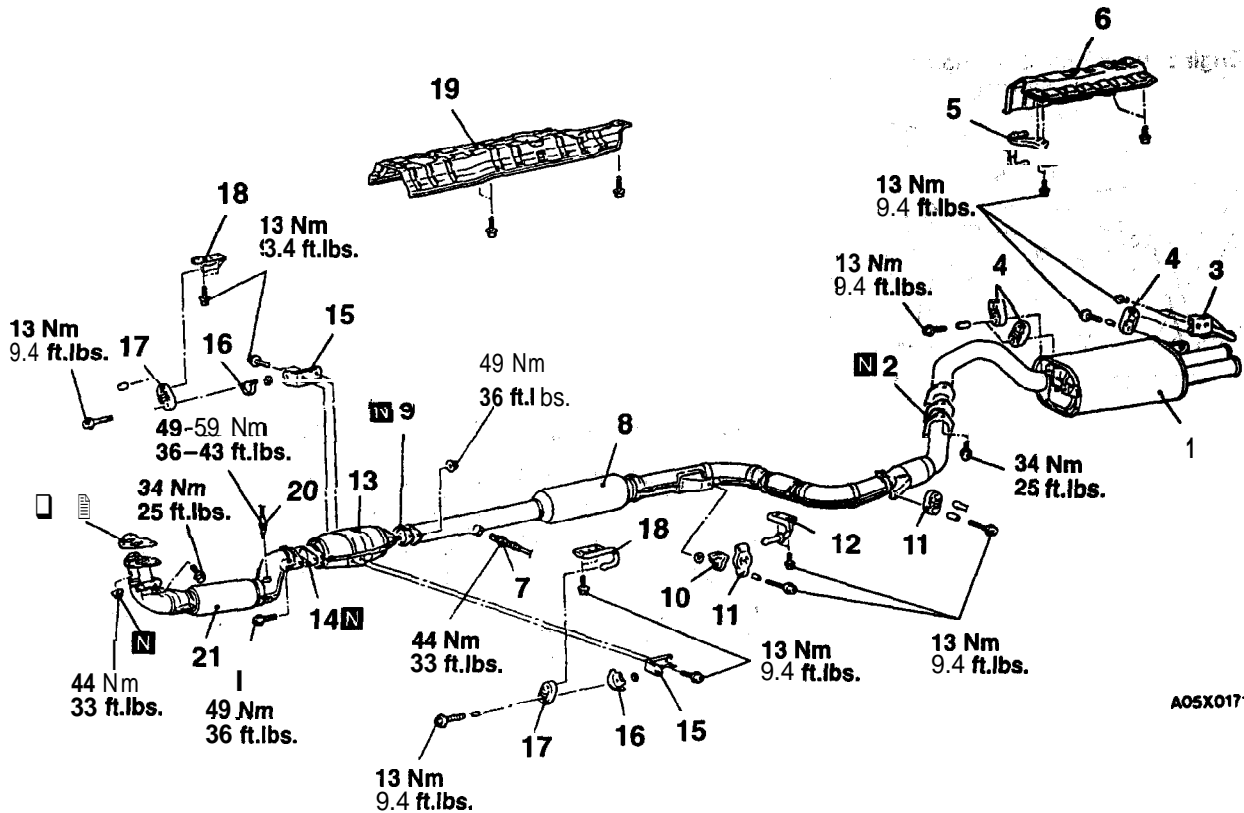 6
19
5
18
13 Nm
9.4 ft.lbs.
13 Nm
9.4 ft.lbs.
13 Nm
9.4 ft.lbs.
4
4
3
15
13 Nm
9.4 ft.lbs.
17
16
49 Nm
36 ft.lbs.
N 2
N 9
49-59 Nm
36-43 ft.lbs.
8
1
34 Nm
25 ft.lbs.
20
13
34 Nm
25 ft.lbs.
11
12
18
7
10
11
14 N
N
21
44 Nm
33 ft.lbs.
13 Nm
9.4 ft.lbs.
13 Nm
9.4 ft.lbs.
44 Nm
33 ft.lbs.
49 Nm
36 ft.lbs.
17
16
15
A05X0171
13 Nm
9.4 ft.lbs.